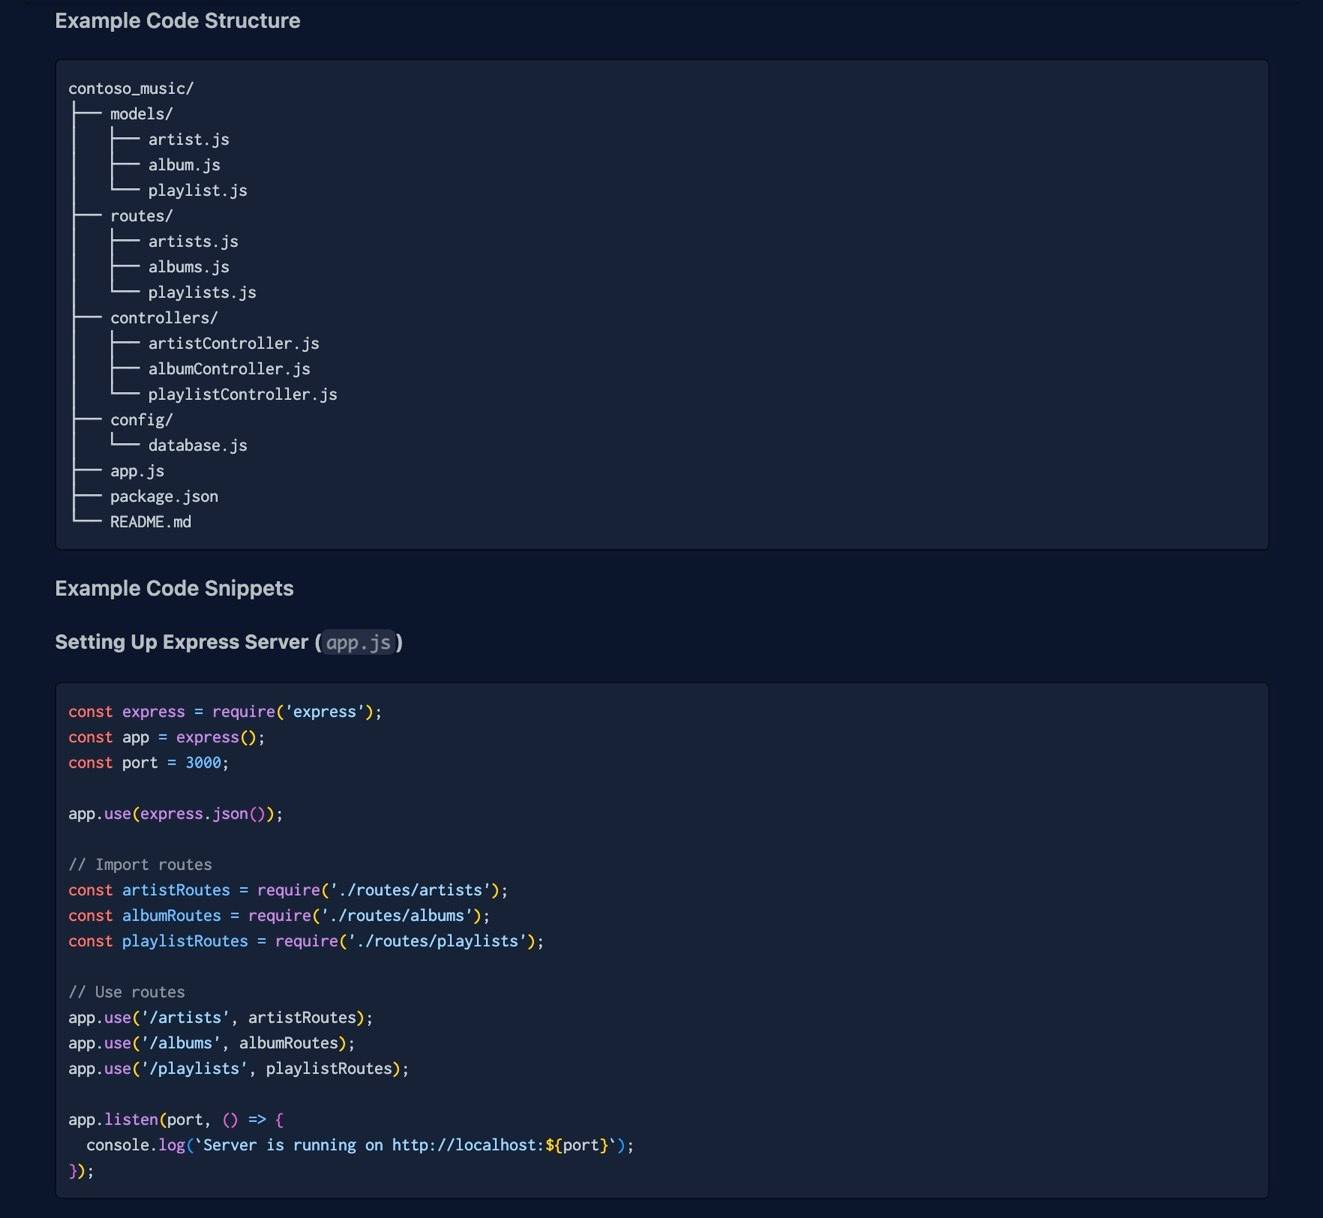 Example Code Structure
contoso_music/
├── models/
│   ├── artist.js
│   ├── album.js
│   └── playlist.js
├── routes/
│   ├── artists.js
│   ├── albums.js
│   └── playlists.js
├── controllers/
│   ├── artistController.js
│   ├── albumController.js
│   └── playlistController.js
├── config/
│   └── database.js
├── app.js
├── package.json
└── README.md
Example Code Snippets
Setting Up Express Server (app.js)
const express = require('express');
const app = express();
const port = 3000;
app.use(express.json());
// Import routes
const artistRoutes = require('./routes/artists');
const albumRoutes = require('./routes/albums');
const playlistRoutes = require('./routes/playlists');
// Use routes
app.use('/artists', artistRoutes);
app.use('/albums', albumRoutes);
app.use('/playlists', playlistRoutes);
app.listen(port, () => {
  console.log(`Server is running on http://localhost:${port}`);
});